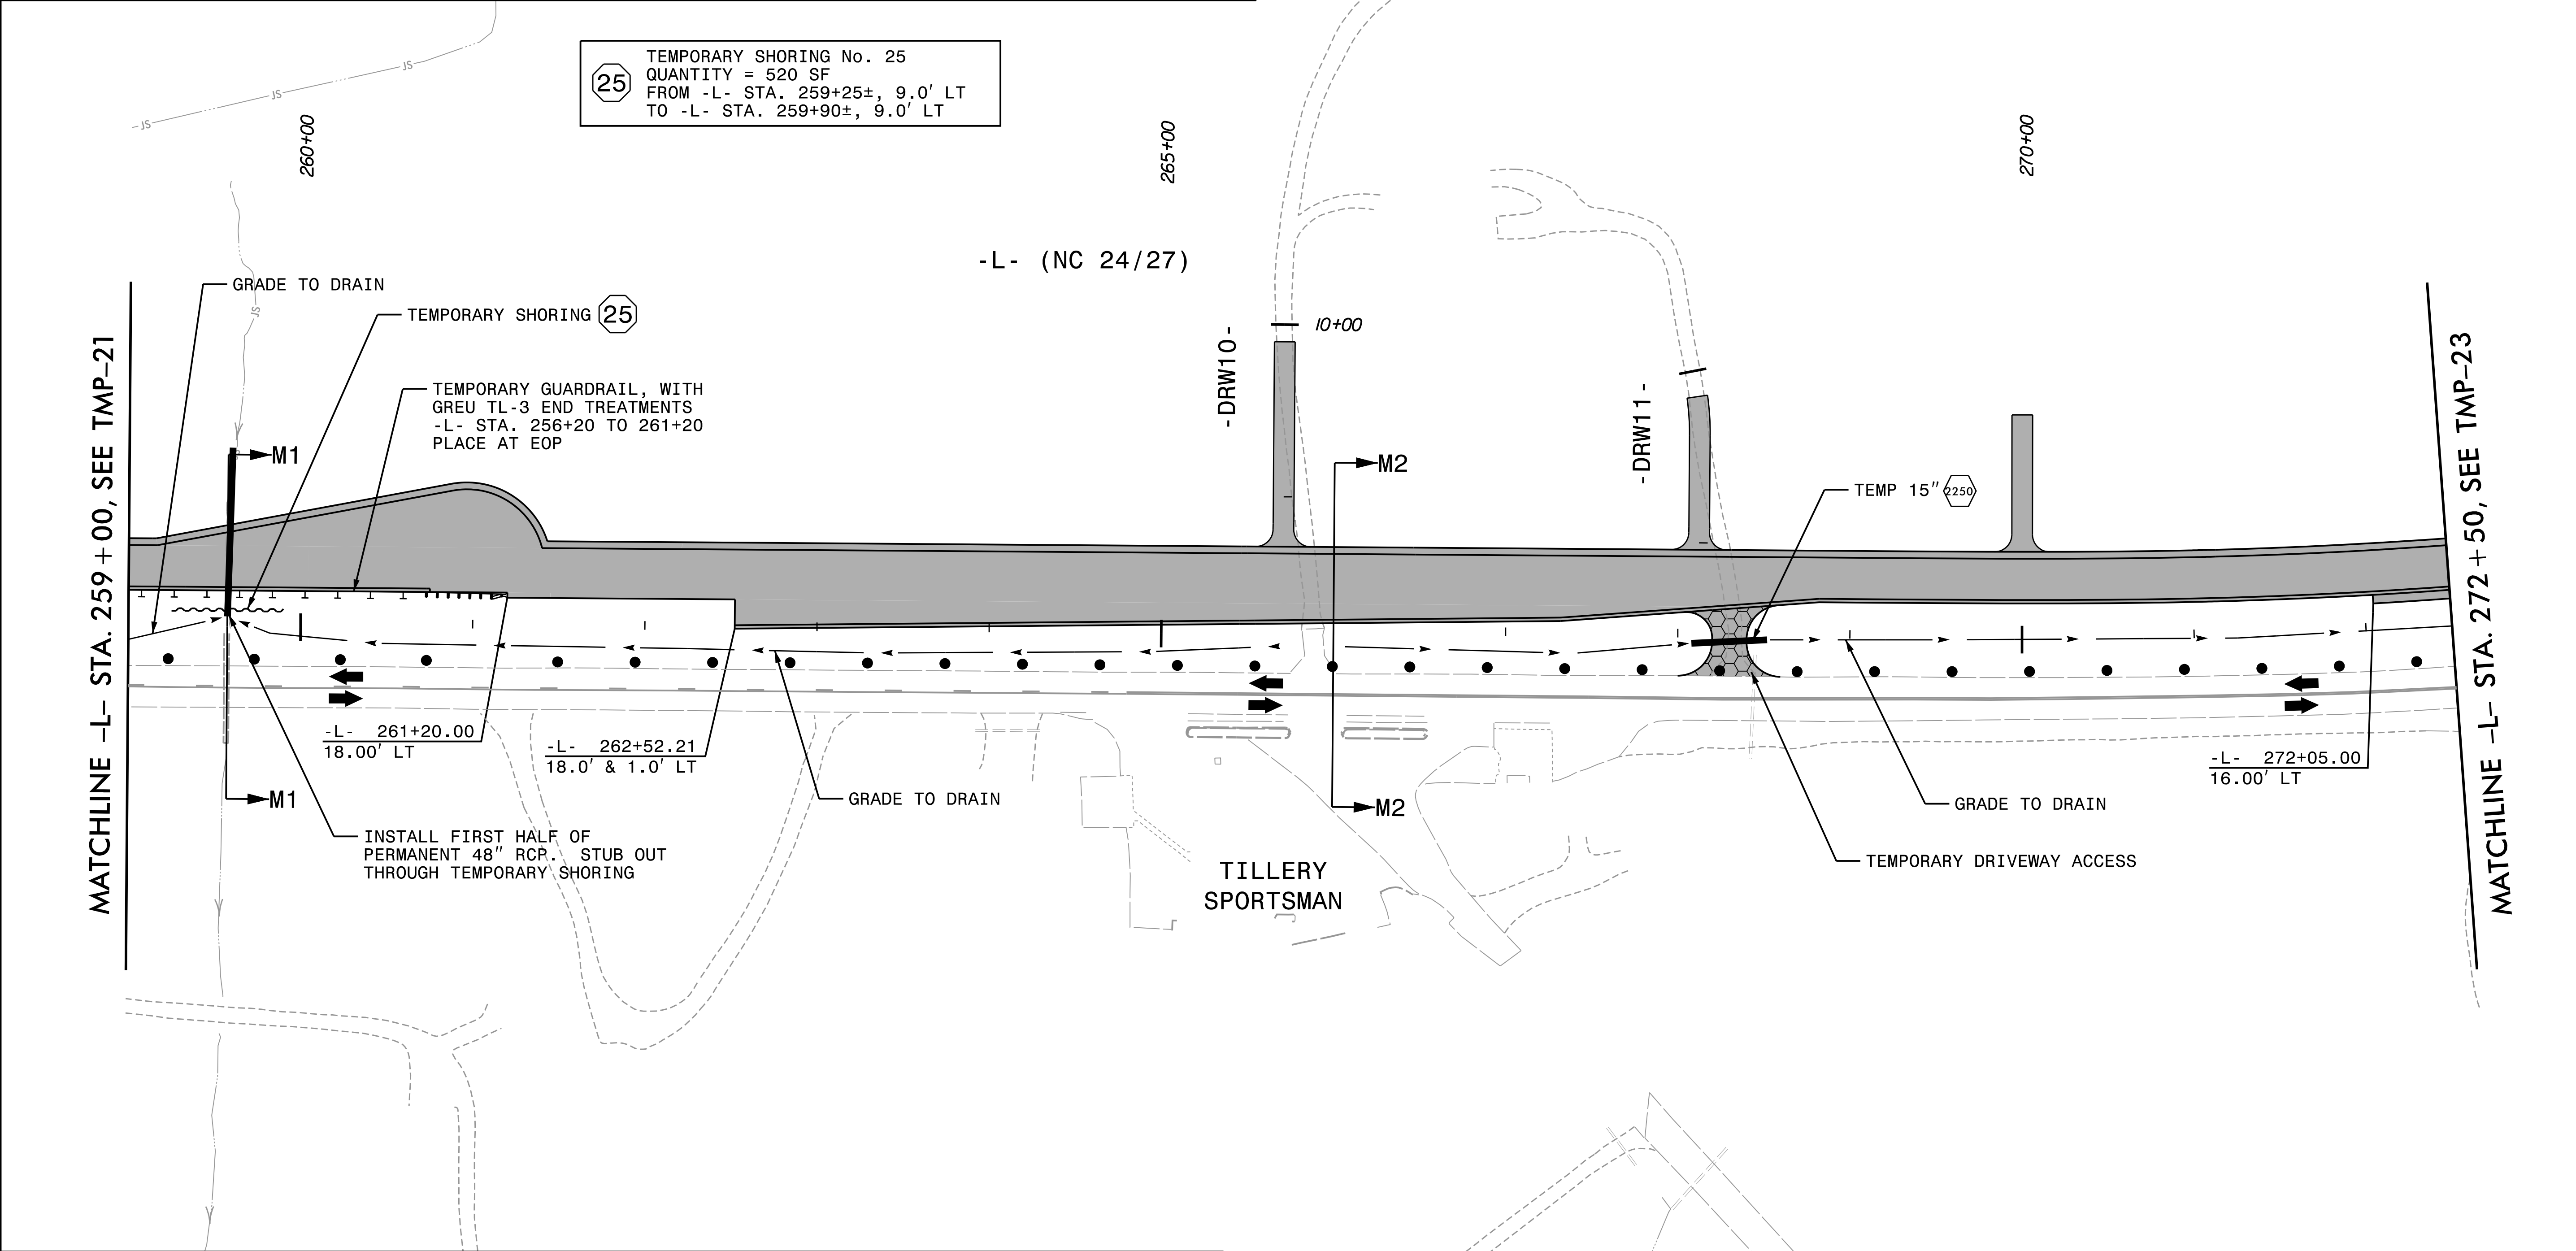 25
TEMPORARY SHORING No. 25
QUANTITY = 520 SF
FROM -L- STA. 259+25±, 9.0' LT
TO -L- STA. 259+90±, 9.0' LT
JS
JS
JS
260+00
265+00
270+00
-L- (NC 24/27)
GRADE TO DRAIN
JS
TEMPORARY SHORING 25
TEMPORARY GUARDRAIL, WITH
GREU TL-3 END TREATMENTS
-L- STA. 256+20 TO 261+20
PLACE AT EOP
MATCHLINE -L- STA. 259+00, SEE TMP-21
M1
-DRW10-
10+00
-DRW11-
M2
TEMP 15" 2250
MATCHLINE -L- STA. 272+50, SEE TMP-23
-L- 261+20.00
18.00' LT
-L- 262+52.21
18.0' & 1.0' LT
-L- 272+05.00
16.00' LT
M1
GRADE TO DRAIN
M2
GRADE TO DRAIN
INSTALL FIRST HALF OF
PERMANENT 48" RCP. STUB OUT
THROUGH TEMPORARY SHORING
TEMPORARY DRIVEWAY ACCESS
TILLERY
SPORTSMAN